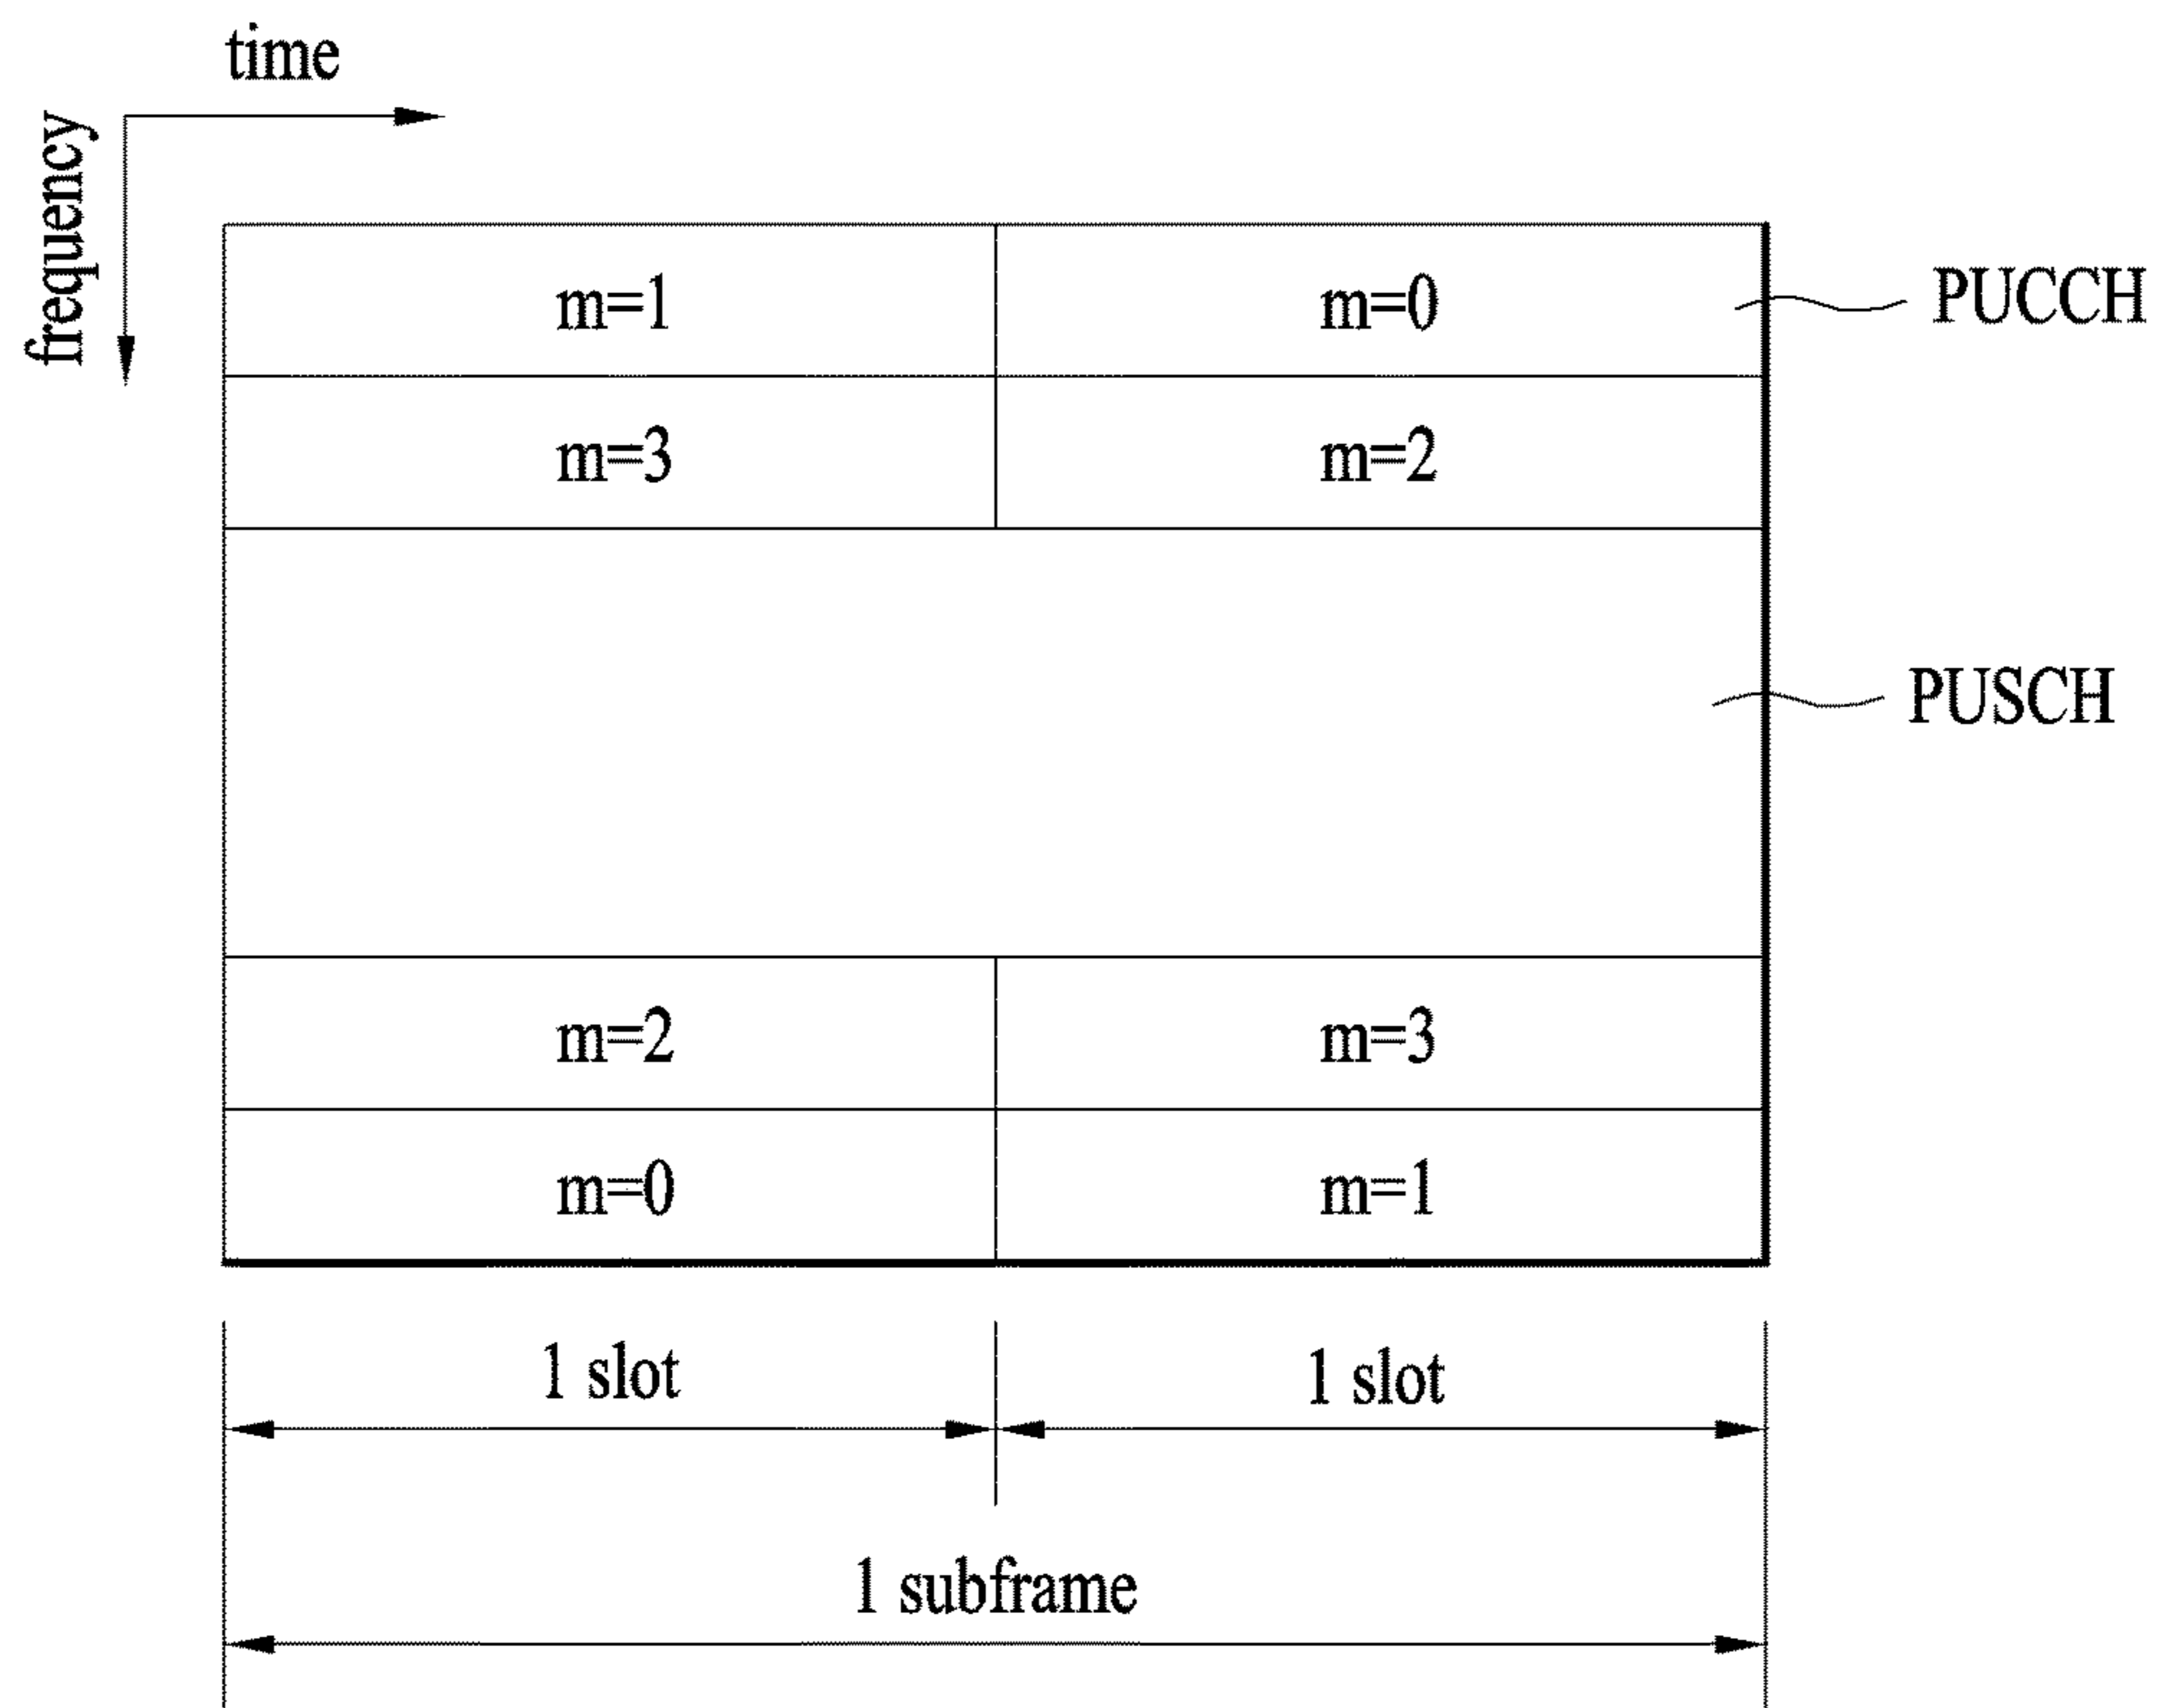 time
frequency
m=1 m=0 PUCCH
m=3 m=2
PUSCH
m=2 m=3
m=0 m=1
1 slot 1 slot
1 subframe